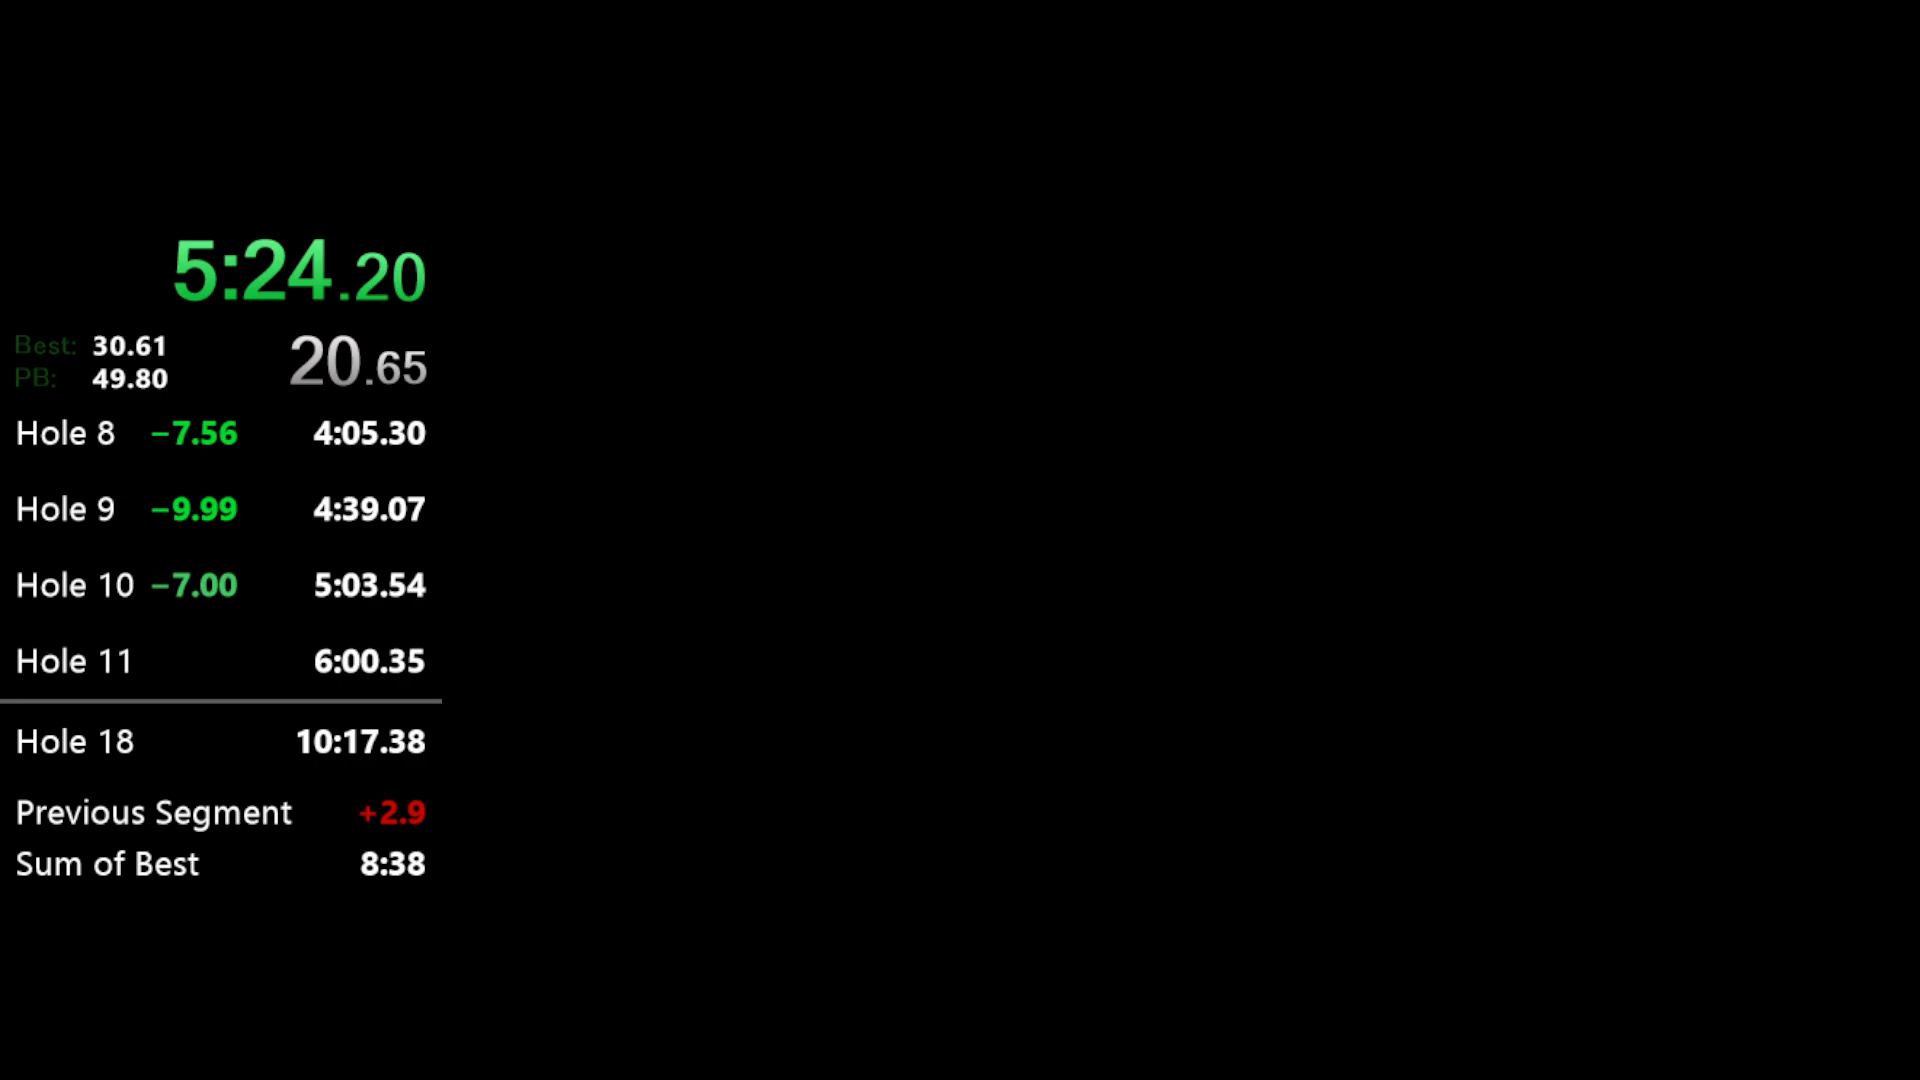 5:24.20
Best: 30.61
PB: 49.80
20.65
Hole 8 −7.56 4:05.30
Hole 9 −9.99 4:39.07
Hole 10 −7.00 5:03.54
Hole 11 6:00.35
Hole 18 10:17.38
Previous Segment +2.9
Sum of Best 8:38